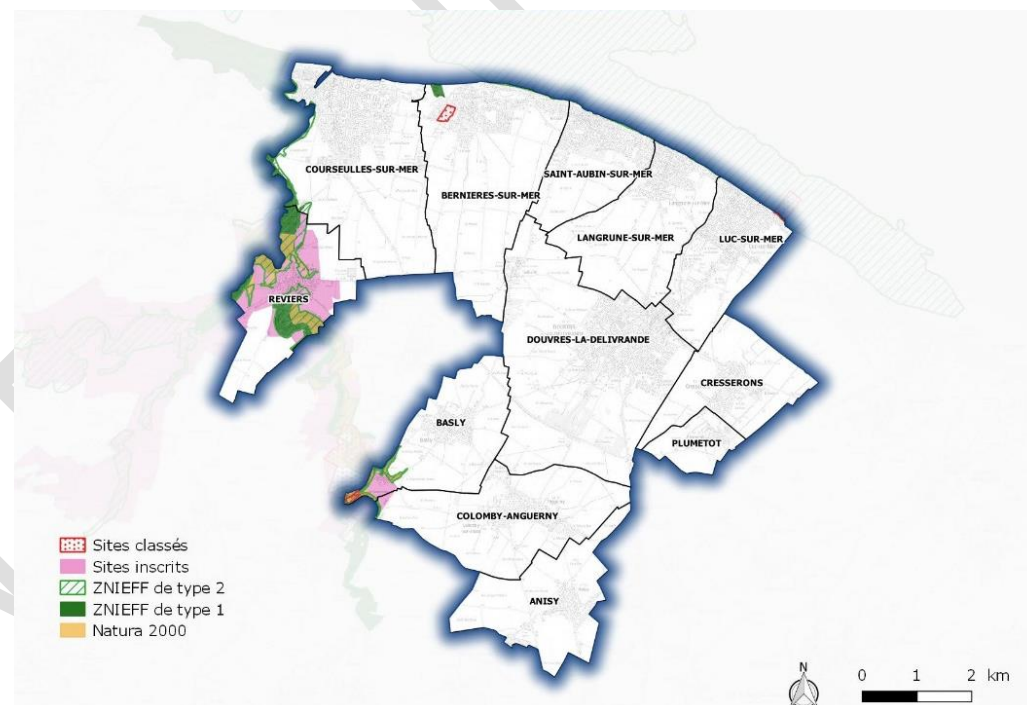 COURSEULLES-SUR-MER
BERNIERES-SUR-MER
SAINT-AUBIN-SUR-MER
LANGRUNE-SUR-MER
LUC-SUR-MER
REVIERS
DOUVRES-LA-DELIVRANDE
CRESSERONS
BASLY
PLUMETOT
COLOMBY-ANGUERNY
ANISY
Sites classés
Sites inscrits
ZNIEFF de type 2
ZNIEFF de type 1
Natura 2000
N
0 1 2 km